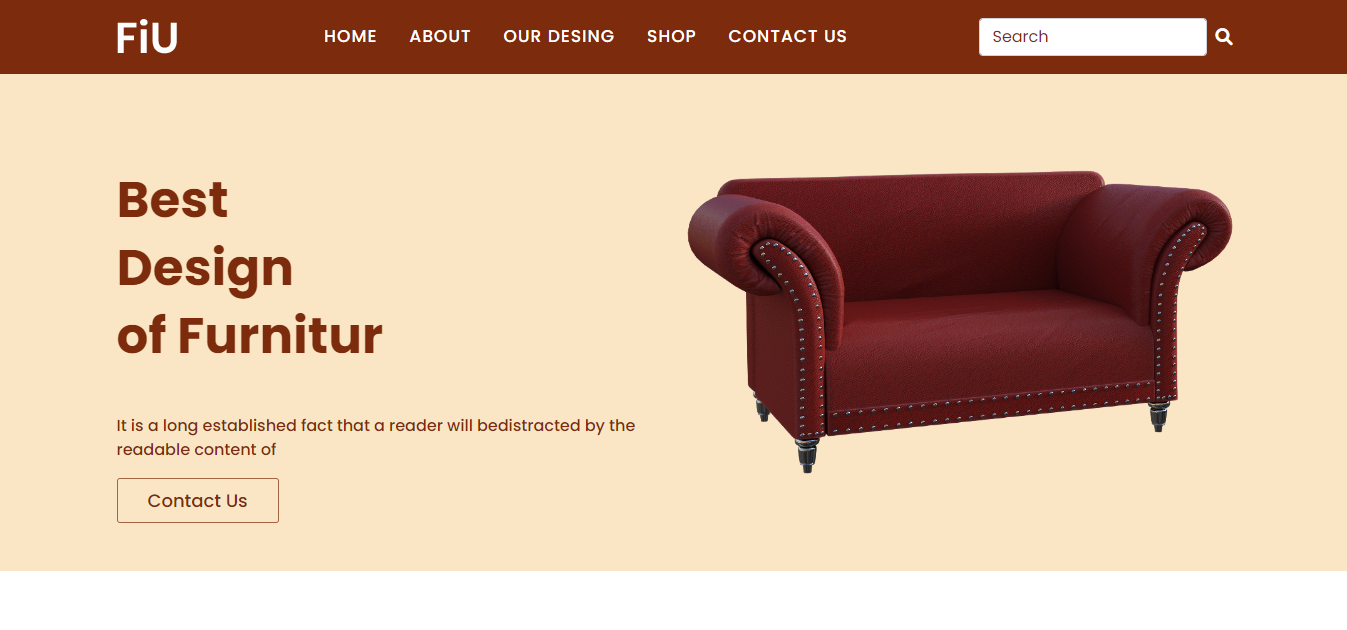 FiU
HOME ABOUT OUR DESING SHOP CONTACT US
Search
Best
Design
of Furnitur
It is a long established fact that a reader will bedistracted by the
readable content of
Contact Us